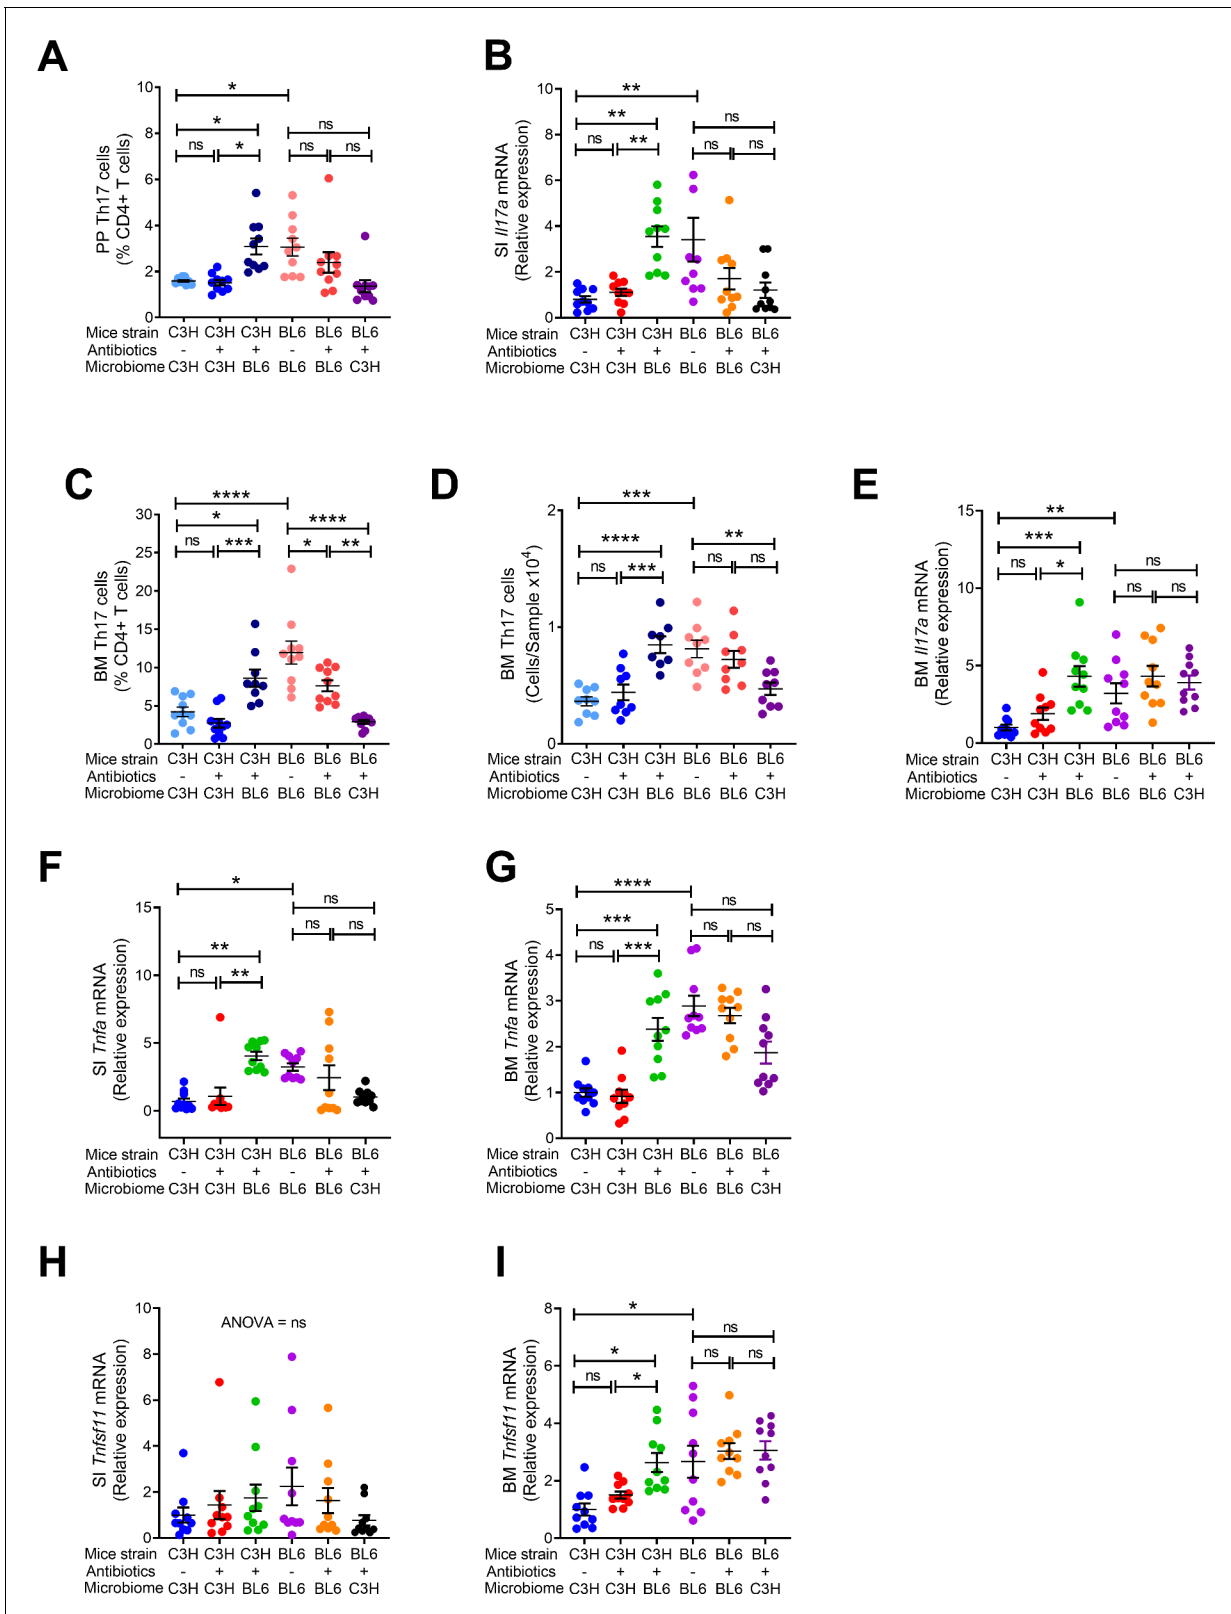 A
PP Th17 cells
(% CD4+ T cells)
10
8
6
4
2
0
*
*
ns
*
ns
ns
ns
Mice strain C3H C3H C3H BL6 BL6 BL6
Antibiotics - + + - + +
Microbiome C3H C3H BL6 BL6 BL6 C3H
B
SI Il17a mRNA
(Relative expression)
10
8
6
4
2
0
**
**
ns
**
ns
ns
ns
Mice strain C3H C3H C3H BL6 BL6 BL6
Antibiotics - + + - + +
Microbiome C3H C3H BL6 BL6 BL6 C3H
C
BM Th17 cells
(% CD4+ T cells)
30
25
20
15
10
5
0
****
*
ns
***
****
*
**
Mice strain C3H C3H C3H BL6 BL6 BL6
Antibiotics - + + - + +
Microbiome C3H C3H BL6 BL6 BL6 C3H
D
BM Th17 cells
(Cells/Sample x10⁴)
2
1
0
***
****
ns
***
**
ns
ns
Mice strain C3H C3H C3H BL6 BL6 BL6
Antibiotics - + + - + +
Microbiome C3H C3H BL6 BL6 BL6 C3H
E
BM Il17a mRNA
(Relative expression)
15
10
5
0
**
***
ns
*
ns
ns
ns
Mice strain C3H C3H C3H BL6 BL6 BL6
Antibiotics - + + - + +
Microbiome C3H C3H BL6 BL6 BL6 C3H
F
SI Tnfa mRNA
(Relative expression)
15
10
5
0
*
**
ns
**
ns
ns
ns
Mice strain C3H C3H C3H BL6 BL6 BL6
Antibiotics - + + - + +
Microbiome C3H C3H BL6 BL6 BL6 C3H
G
BM Tnfa mRNA
(Relative expression)
5
4
3
2
1
0
****
***
ns
***
ns
ns
ns
Mice strain C3H C3H C3H BL6 BL6 BL6
Antibiotics - + + - + +
Microbiome C3H C3H BL6 BL6 BL6 C3H
H
SI Tnfsf11 mRNA
(Relative expression)
10
8
6
4
2
0
ANOVA = ns
Mice strain C3H C3H C3H BL6 BL6 BL6
Antibiotics - + + - + +
Microbiome C3H C3H BL6 BL6 BL6 C3H
I
BM Tnfsf11 mRNA
(Relative expression)
8
6
4
2
0
*
*
ns
*
ns
ns
ns
Mice strain C3H C3H C3H BL6 BL6 BL6
Antibiotics - + + - + +
Microbiome C3H C3H BL6 BL6 BL6 C3H